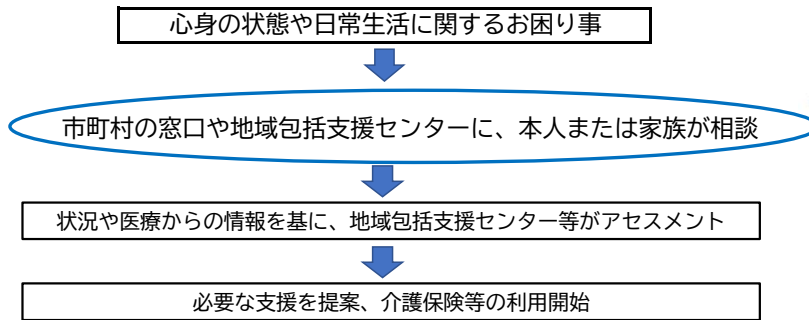 心身の状態や日常生活に関するお困り事
市町村の窓口や地域包括支援センターに、本人または家族が相談
状況や医療からの情報を基に、地域包括支援センター等がアセスメント
必要な支援を提案、介護保険等の利用開始